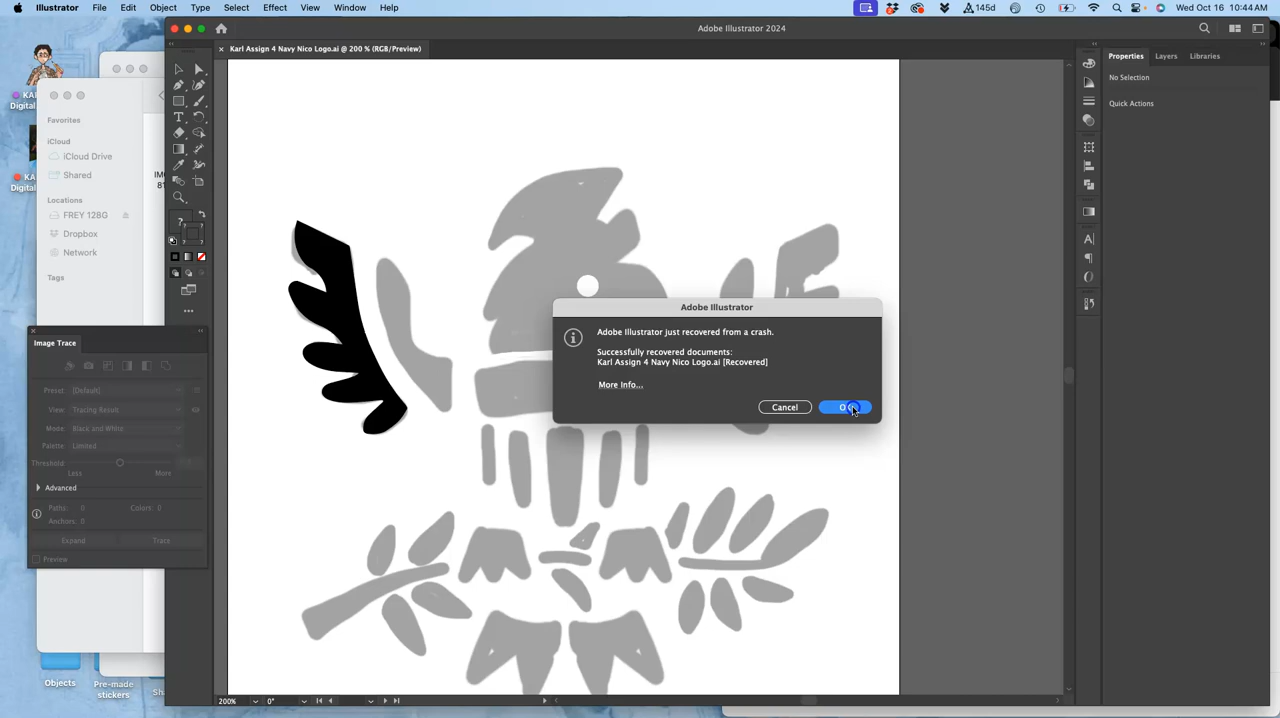 Illustrator File Edit Object Type Select Effect View Window Help
145
Wed Oct 16 10:44 AM
Adobe Illustrator 2024
× Karl Assign 4 Navy Nico Logo.ai @ 200 % (RGB/Preview)
Properties Layers Libraries
No Selection
Quick Actions
Digital
Digital
Favorites
iCloud
iCloud Drive
Shared
Locations
FREY 128G
Dropbox
Network
Tags
IMG
81
Image Trace
Preset: (Default)
View: Tracing Result
Mode: Black and White
Palette: Limited
Threshold:
Less More
Advanced
Paths: 0 Colors: 0
Anchors: 0
Expand Trace
Preview
Adobe Illustrator
Adobe Illustrator just recovered from a crash.
Successfully recovered documents:
Karl Assign 4 Navy Nico Logo.ai [Recovered]
More Info...
Cancel
Objects
Pre-made
stickers
200% 0°